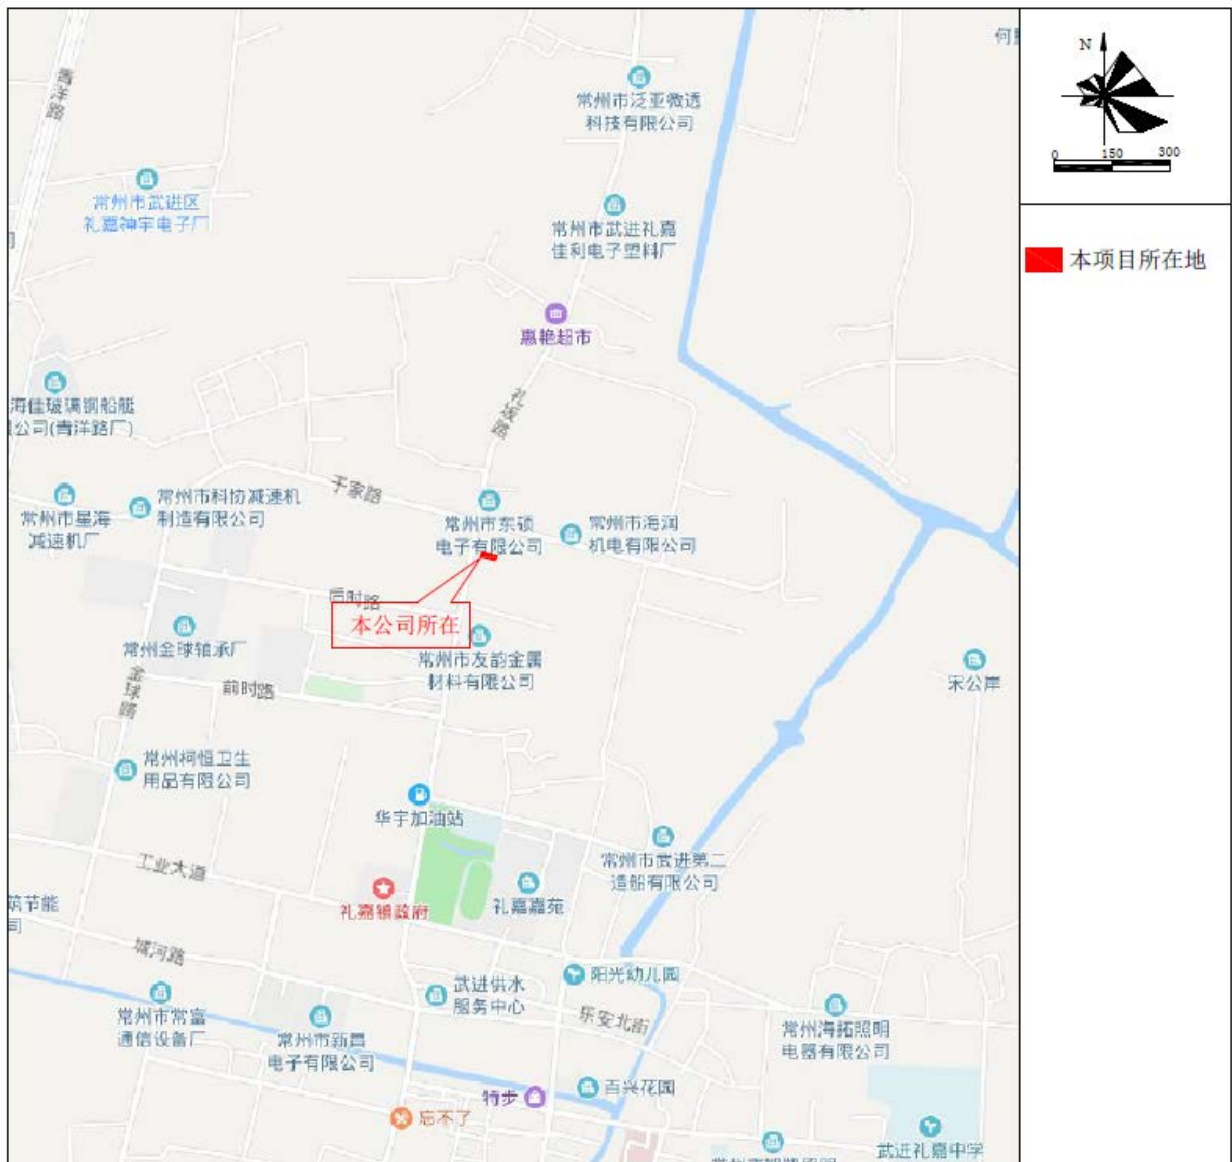 青洋路
常州市泛亚微透
科技有限公司
N
0 150 300
常州市武进区
礼嘉神宇电子厂
常州市武进礼嘉
佳利电子塑料厂
本项目所在地
惠艳超市
礼坂路
海佳玻璃钢船艇
公司(青洋路厂)
于家路
常州市科协减速机
制造有限公司
常州市星海
减速机厂
常州市东硕
电子有限公司
常州市海润
机电有限公司
后时路
本公司所在
常州金球轴承厂
常州市友韵金属
材料有限公司
宋公岸
金球路
前时路
常州柯恒卫生
用品有限公司
华宇加油站
常州市武进第二
造船有限公司
工业大道
礼嘉镇政府
礼嘉嘉苑
筑节能
司
城河路
武进供水
服务中心
阳光幼儿园
常州市常富
通信设备厂
常州市新昌
电子有限公司
乐安北街
常州海拓照明
电器有限公司
特步
百兴花园
忘不了
武进礼嘉中学